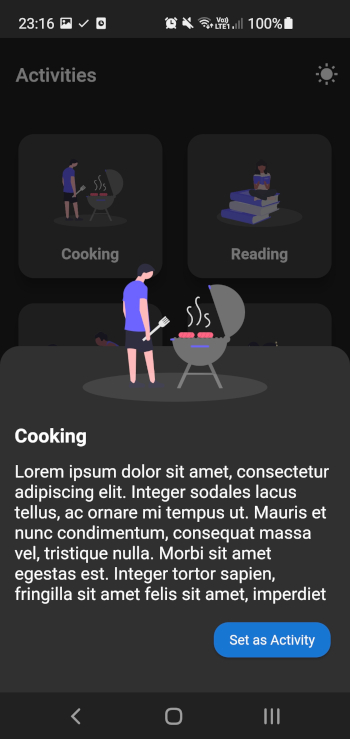 23:16
Vo)) LTE1 100%
Activities
Cooking
Reading
Cooking
Lorem ipsum dolor sit amet, consectetur
adipiscing elit. Integer sodales lacus
tellus, ac ornare mi tempus ut. Mauris et
nunc condimentum, consequat massa
vel, tristique nulla. Morbi sit amet
egestas est. Integer tortor sapien,
fringilla sit amet felis sit amet, imperdiet
Set as Activity